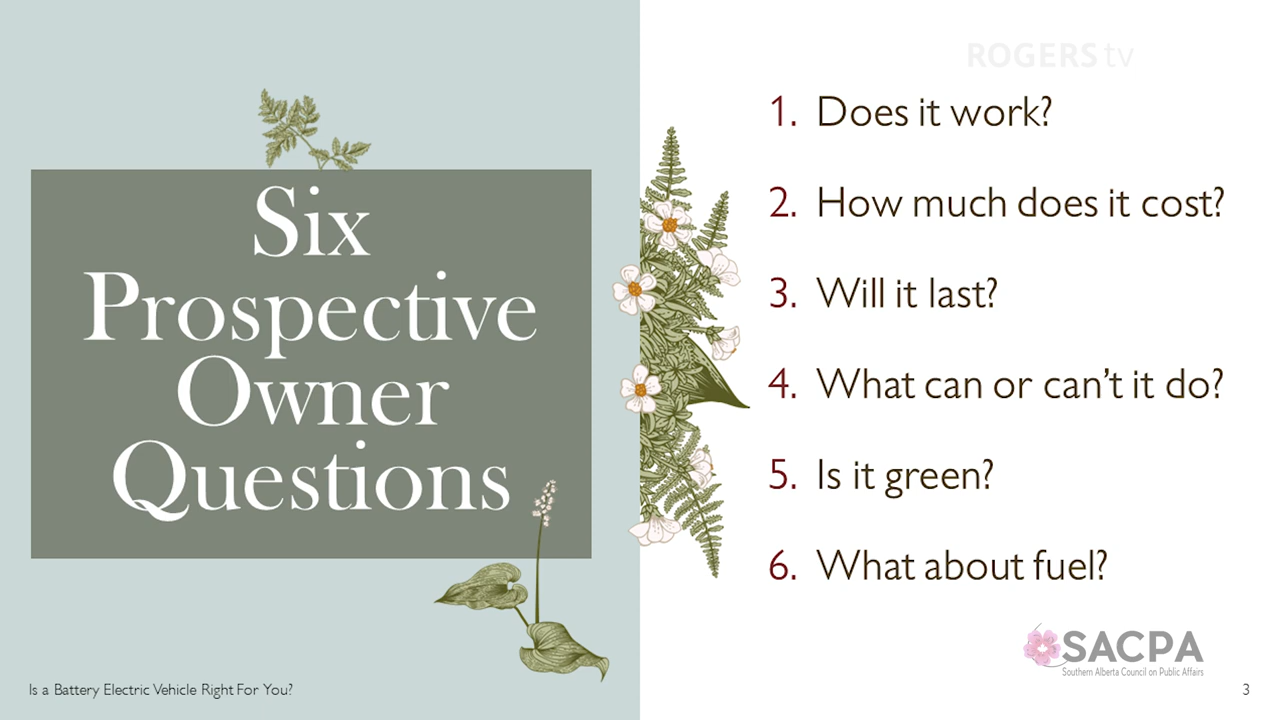 Six
Prospective
Owner
Questions
Is a Battery Electric Vehicle Right For You?
ROGERS tv
1. Does it work?
2. How much does it cost?
3. Will it last?
4. What can or can’t it do?
5. Is it green?
6. What about fuel?
SACPA
Southern Alberta Council on Public Affairs
3